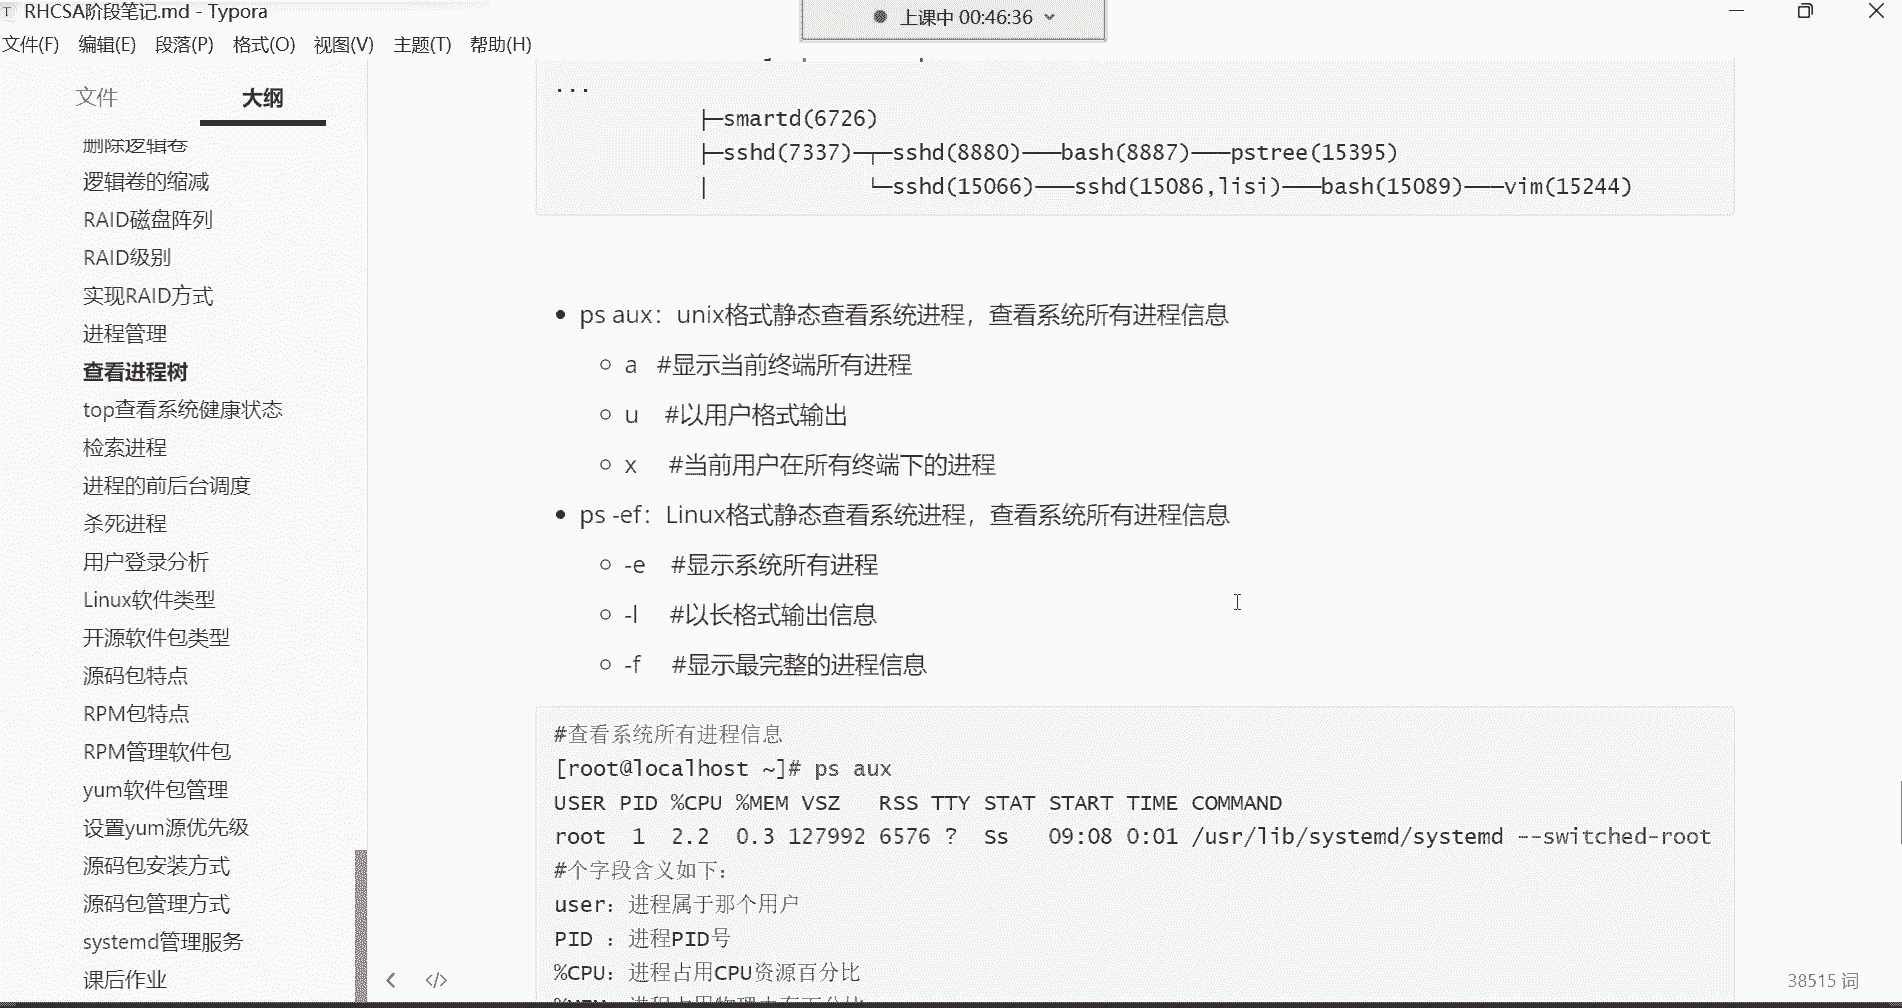 RHCSA阶段笔记.md - Typora
上课中 00:46:36
文件(F) 编辑(E) 段落(P) 格式(O) 视图(V) 主题(T) 帮助(H)
文件 大纲
删除逻辑卷
逻辑卷的缩减
RAID磁盘阵列
RAID级别
实现RAID方式
进程管理
查看进程树
top查看系统健康状态
检索进程
进程的前后台调度
杀死进程
用户登录分析
Linux软件类型
开源软件包类型
源码包特点
RPM包特点
RPM管理软件包
yum软件包管理
设置yum源优先级
源码包安装方式
源码包管理方式
systemd管理服务
课后作业
...
├─smartd(6726)
├─sshd(7337)─┬─sshd(8880)───bash(8887)───pstree(15395)
│ └─sshd(15066)───sshd(15086,lisi)───bash(15089)───vim(15244)
ps aux：unix格式静态查看系统进程，查看系统所有进程信息
a #显示当前终端所有进程
u #以用户格式输出
x #当前用户在所有终端下的进程
ps -ef：Linux格式静态查看系统进程，查看系统所有进程信息
-e #显示系统所有进程
-l #以长格式输出信息
-f #显示最完整的进程信息
#查看系统所有进程信息
[root@localhost ~]# ps aux
USER PID %CPU %MEM VSZ RSS TTY STAT START TIME COMMAND
root 1 2.2 0.3 127992 6576 ? Ss 09:08 0:01 /usr/lib/systemd/systemd --switched-root
#个字段含义如下：
user：进程属于那个用户
PID ：进程PID号
%CPU：进程占用CPU资源百分比
%MEM：进程占用物理内存百分比
38515 词